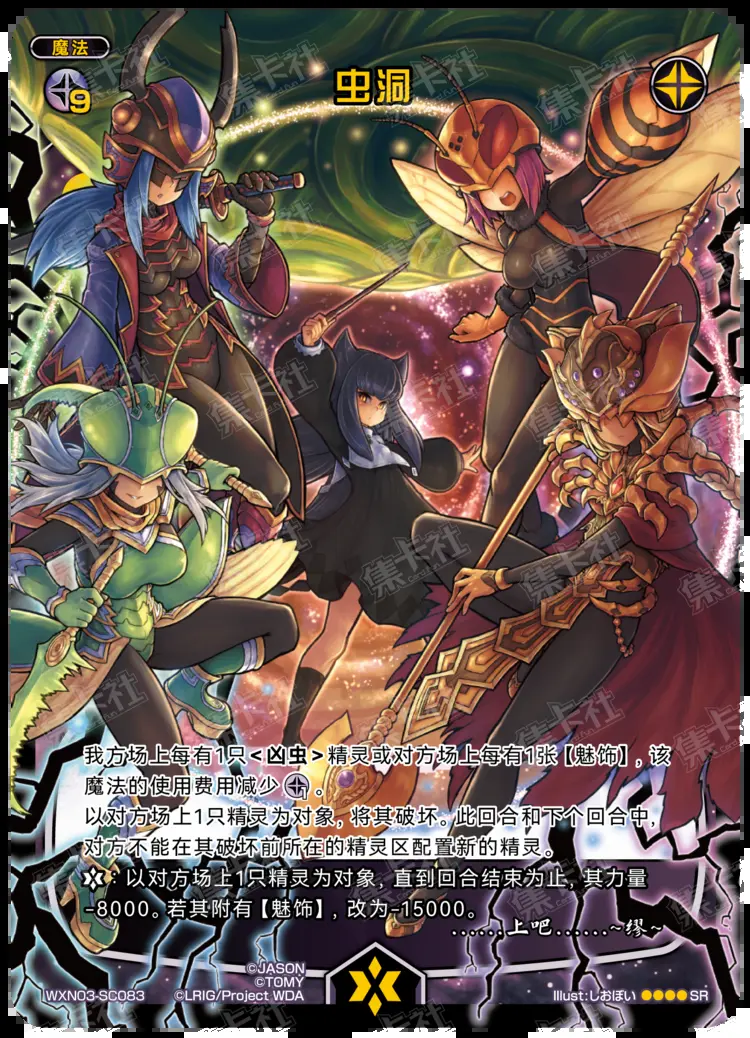 魔法
9
虫洞
我方场上每有1只<凶虫>精灵或对方场上每有1张【魅饰】,该
魔法的使用费用减少 1。
以对方场上1只精灵为对象,将其破坏。此回合和下个回合中,
对方不能在其破坏前所在的精灵区配置新的精灵。
:以对方场上1只精灵为对象,直到回合结束为止,其力量
-8000。若其附有【魅饰】,改为-15000。
……上吧……~缪~
©JASON
©TOMY
WXN03-SC083 ©LRIG/Project WDA
Illust:しおぼい ●●●●SR
集卡社